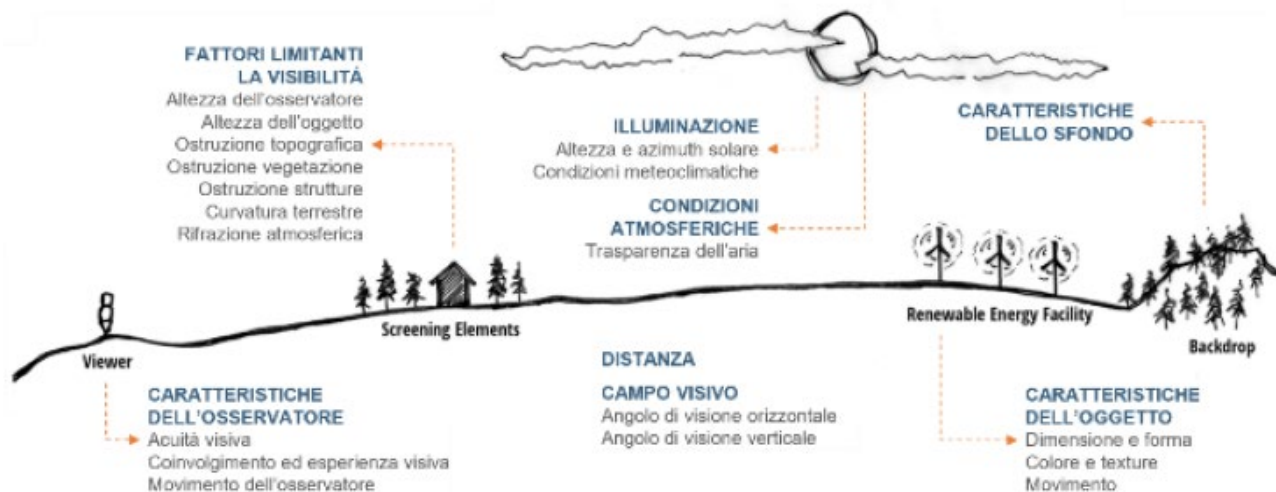 FATTORI LIMITANTI
LA VISIBILITÀ
Altezza dell'osservatore
Altezza dell'oggetto
Ostruzione topografica
Ostruzione vegetazione
Ostruzione strutture
Curvatura terrestre
Rifrazione atmosferica
ILLUMINAZIONE
Altezza e azimuth solare
Condizioni meteoclimatiche
CONDIZIONI
ATMOSFERICHE
Trasparenza dell'aria
CARATTERISTICHE
DELLO SFONDO
Viewer
Screening Elements
Renewable Energy Facility
Backdrop
CARATTERISTICHE
DELL'OSSERVATORE
Acuità visiva
Coinvolgimento ed esperienza visiva
Movimento dell'osservatore
DISTANZA
CAMPO VISIVO
Angolo di visione orizzontale
Angolo di visione verticale
CARATTERISTICHE
DELL'OGGETTO
Dimensione e forma
Colore e texture
Movimento